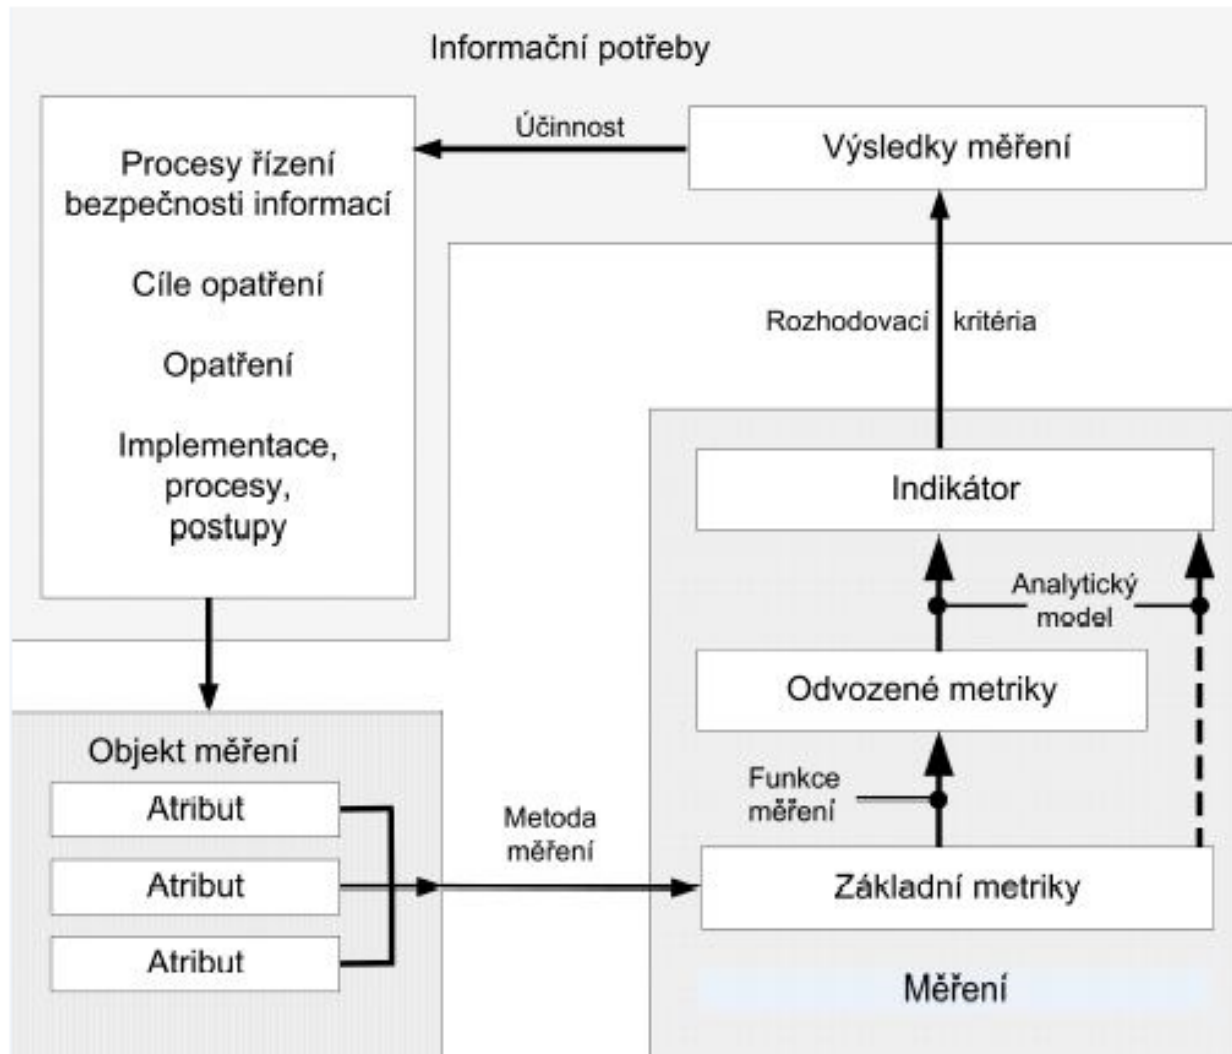 Informační potřeby
Procesy řízení
bezpečnosti informací
Cíle opatření
Opatření
Implementace,
procesy,
postupy
Účinnost
Výsledky měření
Rozhodovací kritéria
Indikátor
Analytický
model
Odvozené metriky
Funkce
měření
Základní metriky
Měření
Metoda
měření
Objekt měření
Atribut
Atribut
Atribut